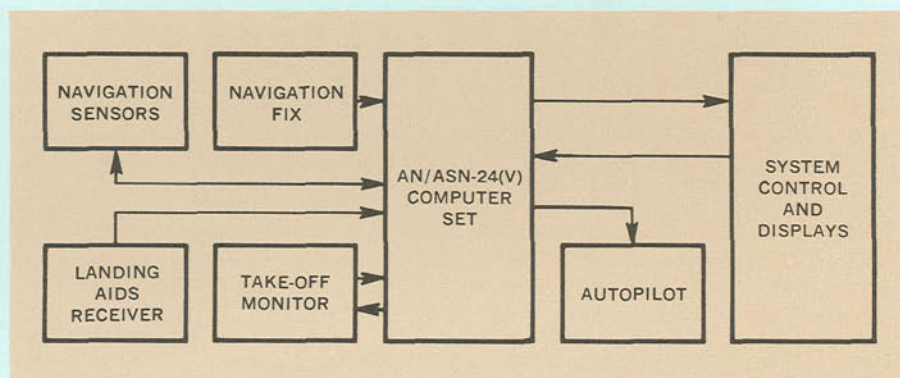 NAVIGATION
SENSORS
NAVIGATION
FIX
AN/ASN-24(V)
COMPUTER
SET
SYSTEM
CONTROL
AND
DISPLAYS
LANDING
AIDS
RECEIVER
TAKE-OFF
MONITOR
AUTOPILOT